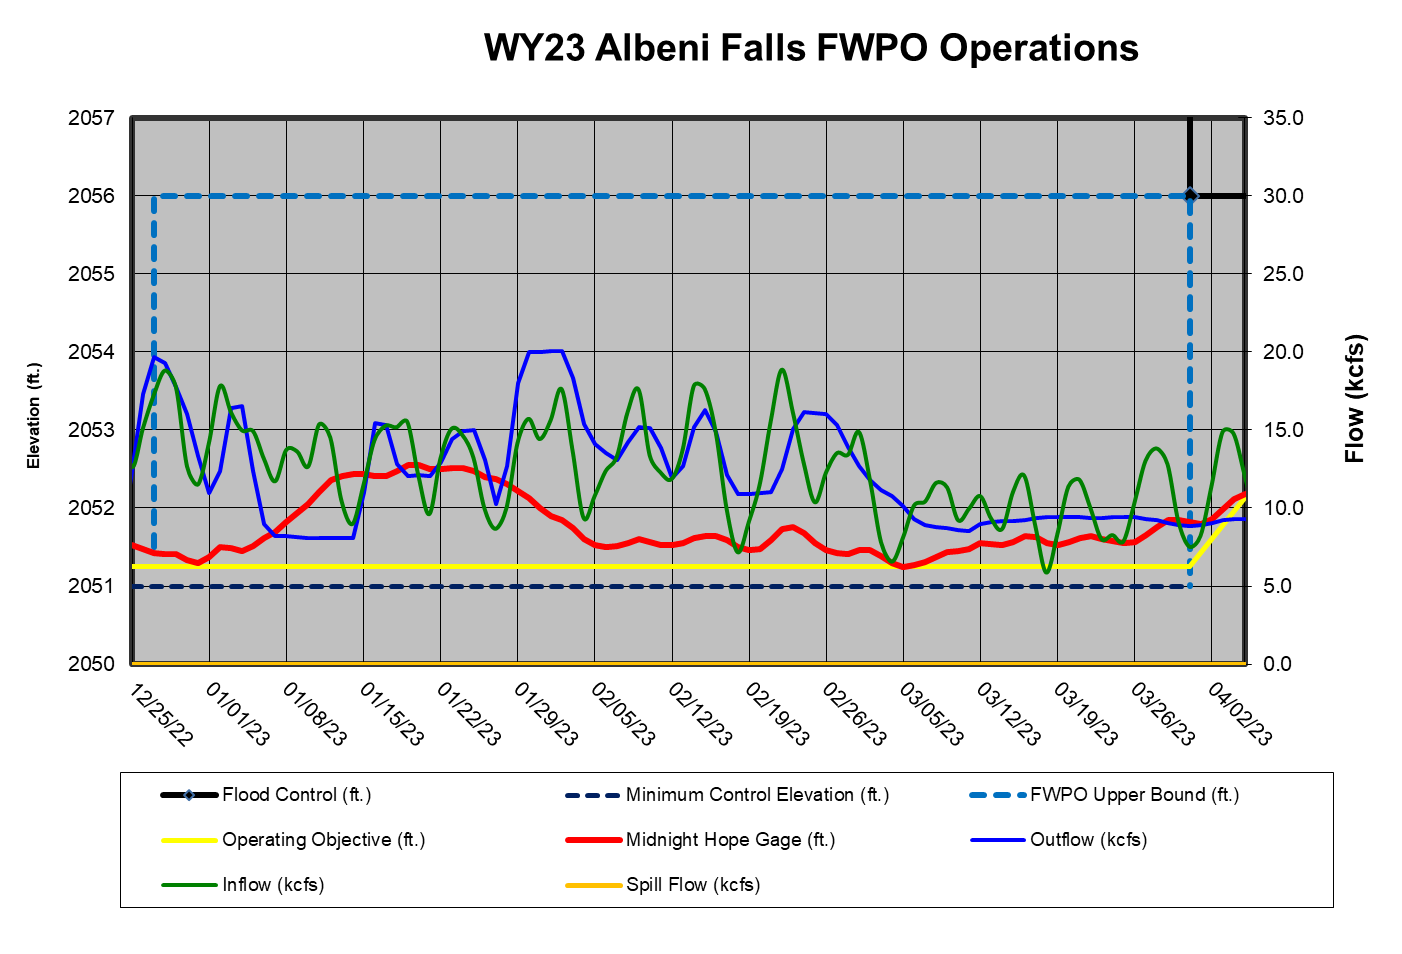 WY23 Albeni Falls FWPO Operations
2057
2056
2055
2054
2053
2052
2051
2050
Elevation (ft.)
35.0
30.0
25.0
20.0
15.0
10.0
5.0
0.0
Flow (kcfs)
12/25/22
01/01/23
01/08/23
01/15/23
01/22/23
01/29/23
02/05/23
02/12/23
02/19/23
02/26/23
03/05/23
03/12/23
03/19/23
03/26/23
04/02/23
Flood Control (ft.)
Minimum Control Elevation (ft.)
FWPO Upper Bound (ft.)
Operating Objective (ft.)
Midnight Hope Gage (ft.)
Outflow (kcfs)
Inflow (kcfs)
Spill Flow (kcfs)